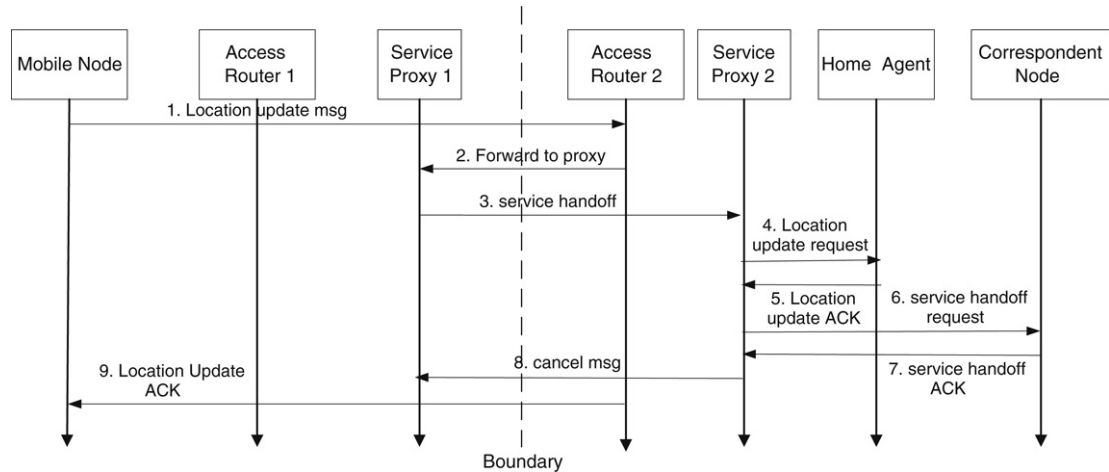 Mobile Node
Access
Router 1
Service
Proxy 1
Access
Router 2
Service
Proxy 2
Home Agent
Correspondent
Node
1. Location update msg
2. Forward to proxy
3. service handoff
4. Location
update request
5. Location
update ACK
6. service handoff
request
7. service handoff
ACK
8. cancel msg
9. Location Update
ACK
Boundary